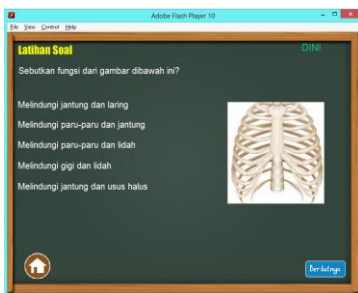 Adobe Flash Player 10
File View Control Help
Latihan Soal
DINI
Sebutkan fungsi dari gambar dibawah ini?
Melindungi jantung dan laring
Melindungi paru-paru dan jantung
Melindungi paru-paru dan lidah
Melindungi gigi dan lidah
Melindungi jantung dan usus halus
Berikutnya